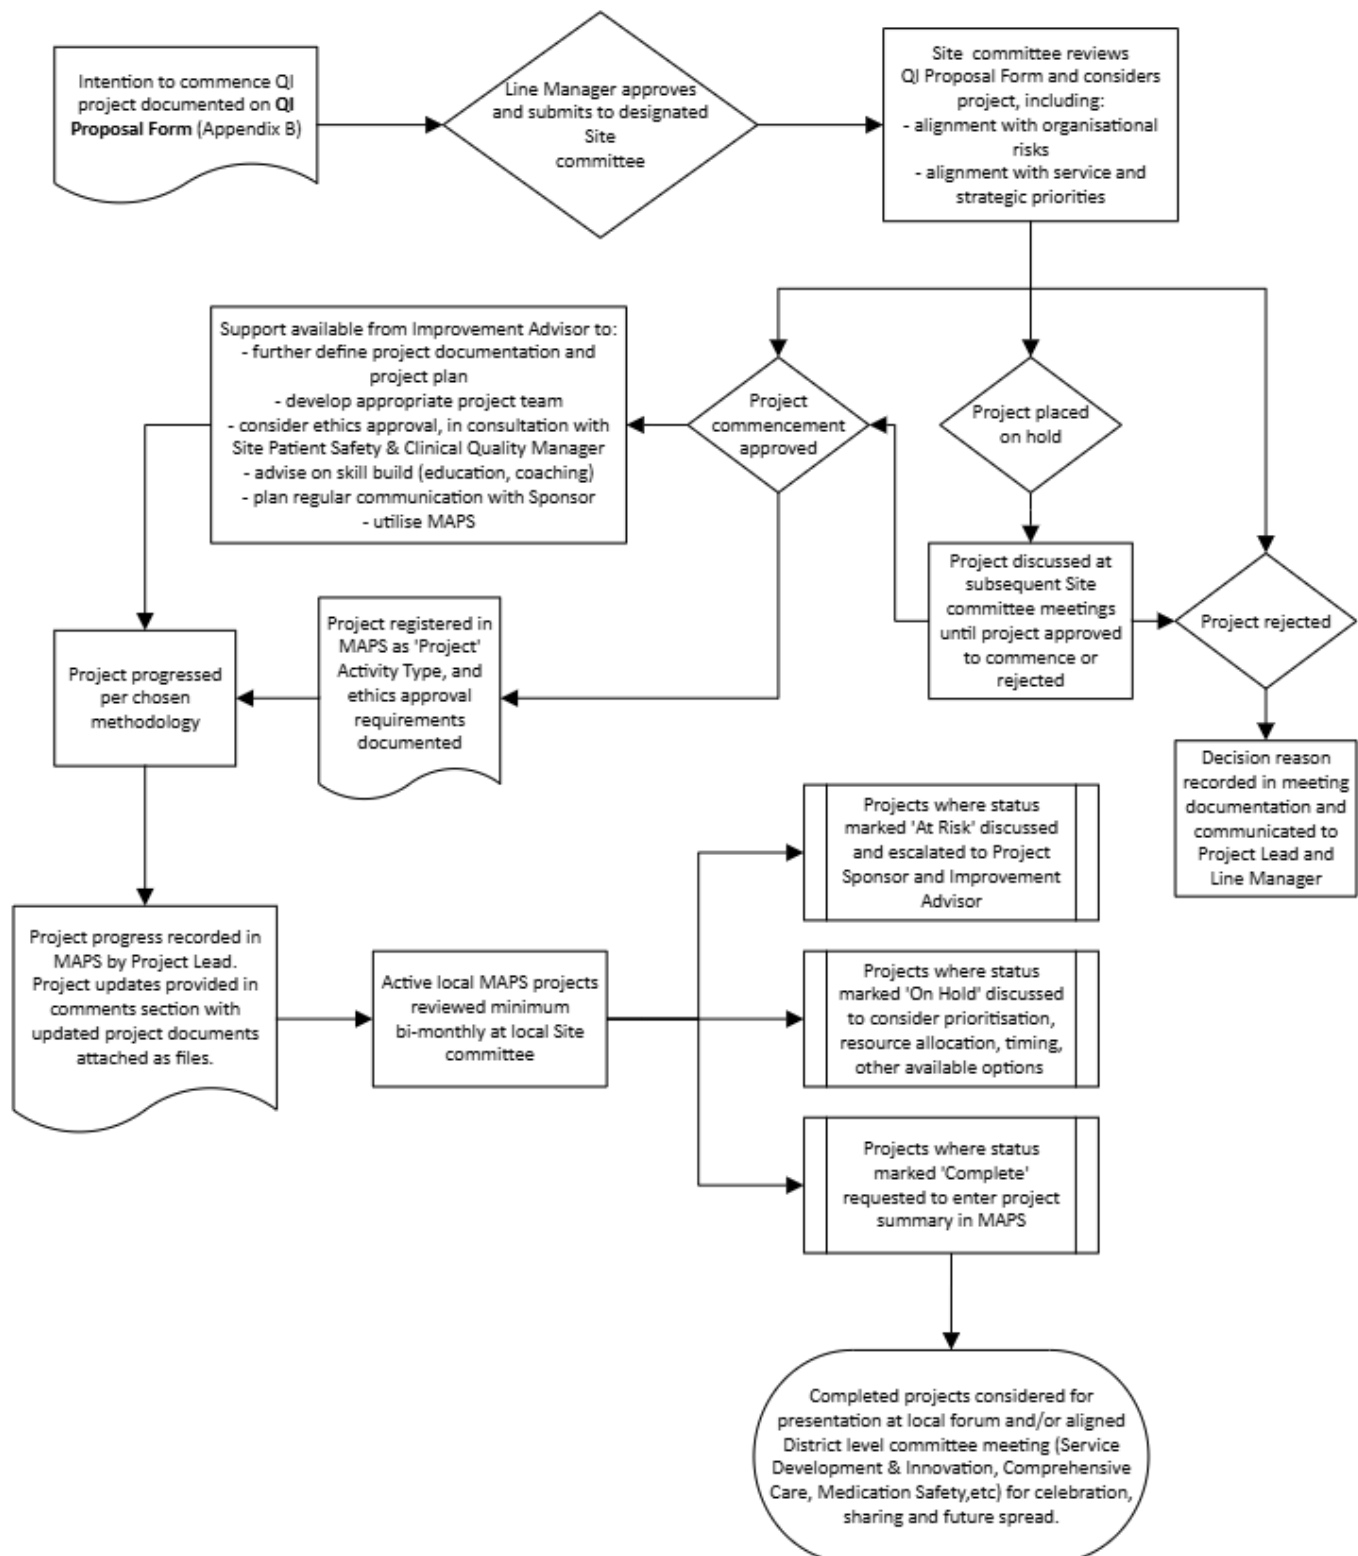 Intention to commence QI
project documented on QI
Proposal Form (Appendix B)
Line Manager approves
and submits to designated
Site
committee
Site committee reviews
QI Proposal Form and considers
project, including:
- alignment with organisational
risks
- alignment with service and
strategic priorities
Support available from Improvement Advisor to:
- further define project documentation and
project plan
- develop appropriate project team
- consider ethics approval, in consultation with
Site Patient Safety & Clinical Quality Manager
- advise on skill build (education, coaching)
- plan regular communication with Sponsor
- utilise MAPS
Project
commencement
approved
Project placed
on hold
Project discussed at
subsequent Site
committee meetings
until project approved
to commence or
rejected
Project rejected
Project progressed
per chosen
methodology
Project registered in
MAPS as 'Project'
Activity Type, and
ethics approval
requirements
documented
Decision reason
recorded in meeting
documentation and
communicated to
Project Lead and
Line Manager
Projects where status
marked 'At Risk' discussed
and escalated to Project
Sponsor and Improvement
Advisor
Project progress recorded in
MAPS by Project Lead.
Project updates provided in
comments section with
updated project documents
attached as files.
Active local MAPS projects
reviewed minimum
bi-monthly at local Site
committee
Projects where status
marked 'On Hold' discussed
to consider prioritisation,
resource allocation, timing,
other available options
Projects where status
marked 'Complete'
requested to enter project
summary in MAPS
Completed projects considered for
presentation at local forum and/or aligned
District level committee meeting (Service
Development & Innovation, Comprehensive
Care, Medication Safety,etc) for celebration,
sharing and future spread.